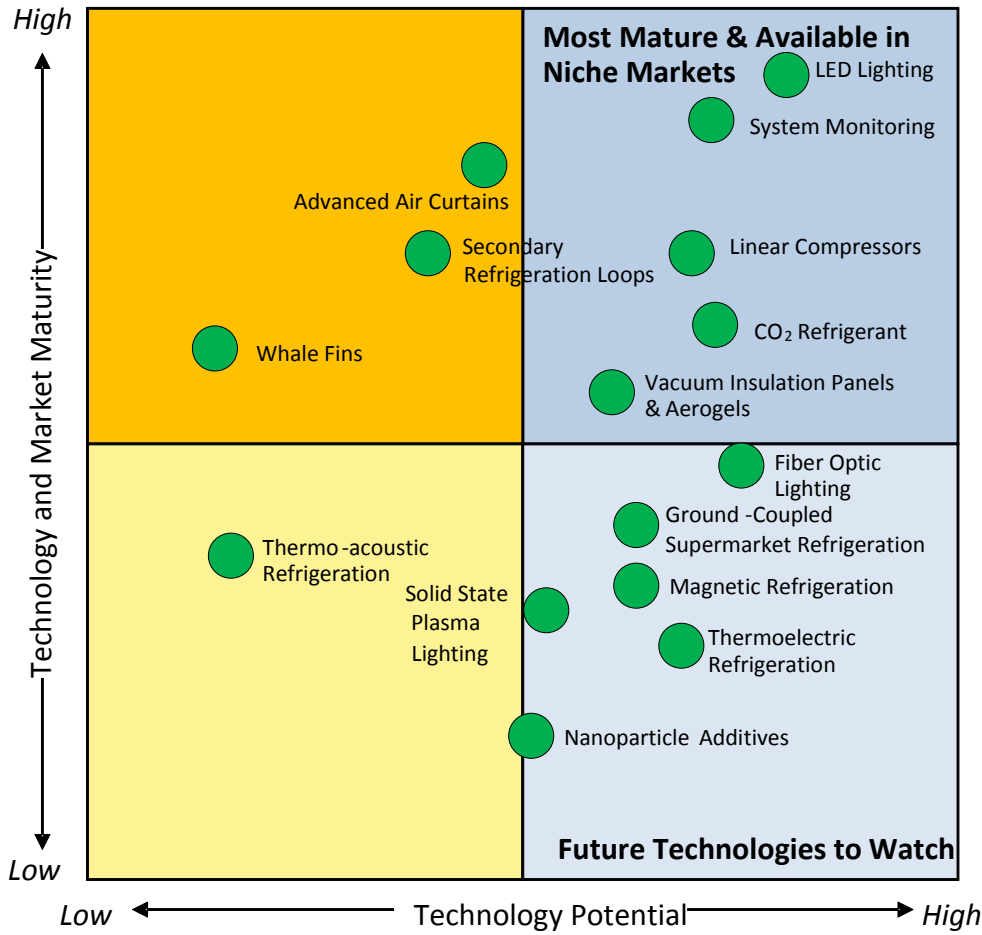 High
Most Mature & Available in
Niche Markets
LED Lighting
System Monitoring
Advanced Air Curtains
Secondary
Refrigeration Loops
Linear Compressors
CO₂ Refrigerant
Whale Fins
Vacuum Insulation Panels
& Aerogels
Technology and Market Maturity
Fiber Optic
Lighting
Ground -Coupled
Supermarket Refrigeration
Thermo -acoustic
Refrigeration
Magnetic Refrigeration
Solid State
Plasma
Lighting
Thermoelectric
Refrigeration
Nanoparticle Additives
Future Technologies to Watch
Low
Low
Technology Potential
High